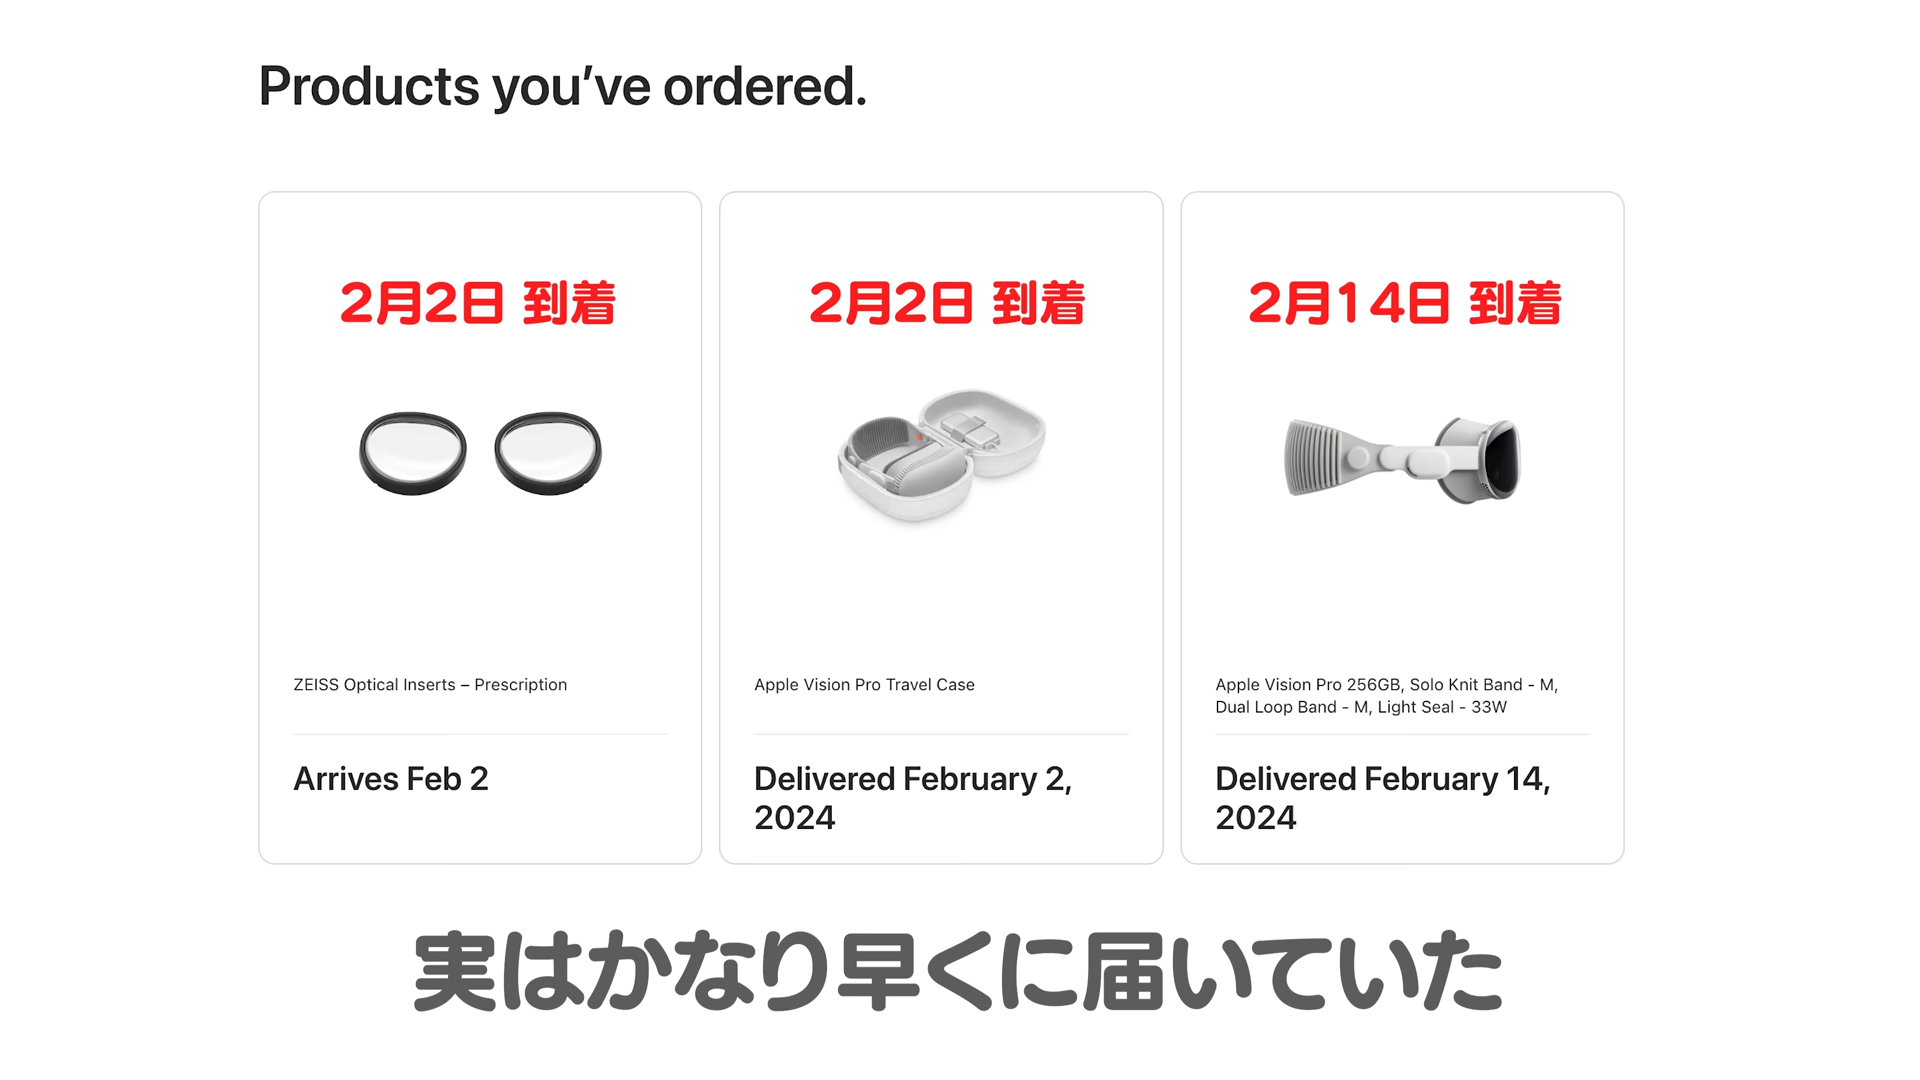 Products you’ve ordered.
2月2日 到着
ZEISS Optical Inserts – Prescription
Arrives Feb 2
2月2日 到着
Apple Vision Pro Travel Case
Delivered February 2,
2024
2月14日 到着
Apple Vision Pro 256GB, Solo Knit Band - M,
Dual Loop Band - M, Light Seal - 33W
Delivered February 14,
2024
実はかなり早くに届いていた